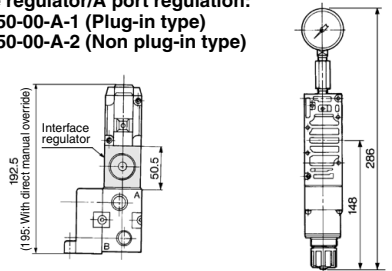 regulator/A port regulation:
50-00-A-1 (Plug-in type)
50-00-A-2 (Non plug-in type)
Interface
regulator
192.5
(195: With direct manual override)
50.5
A
B
286
148